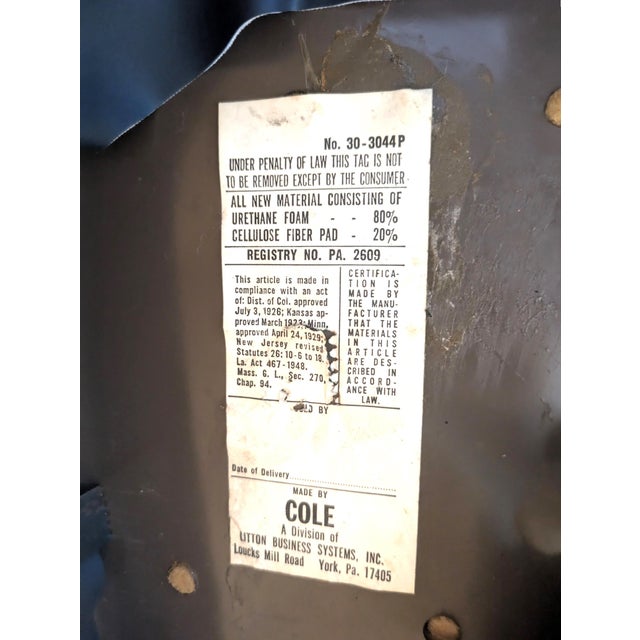 No. 30-3044P
UNDER PENALTY OF LAW THIS TAG IS NOT
TO BE REMOVED EXCEPT BY THE CONSUMER
ALL NEW MATERIAL CONSISTING OF
URETHANE FOAM - - 80%
CELLULOSE FIBER PAD - 20%
REGISTRY NO. PA. 2609
This article is made in
compliance with an act
of: Dist. of Col. approved
July 3, 1926; Kansas ap-
proved March 1923; Minn.
approved April 24, 1929;
New Jersey revised
Statutes 26: 10-6 to 18.
La. Act 467-1948.
Mass. G. L., Sec. 270,
Chap. 94.
CERTIFICA-
TION IS
MADE BY
THE MANU-
FACTURER
THAT THE
MATERIALS
IN THIS
ARTICLE
ARE DES-
CRIBED IN
ACCORD-
ANCE WITH
LAW.
SOLD BY
Date of Delivery
MADE BY
COLE
A Division of
LITTON BUSINESS SYSTEMS, INC.
Loucks Mill Road York, Pa. 17405